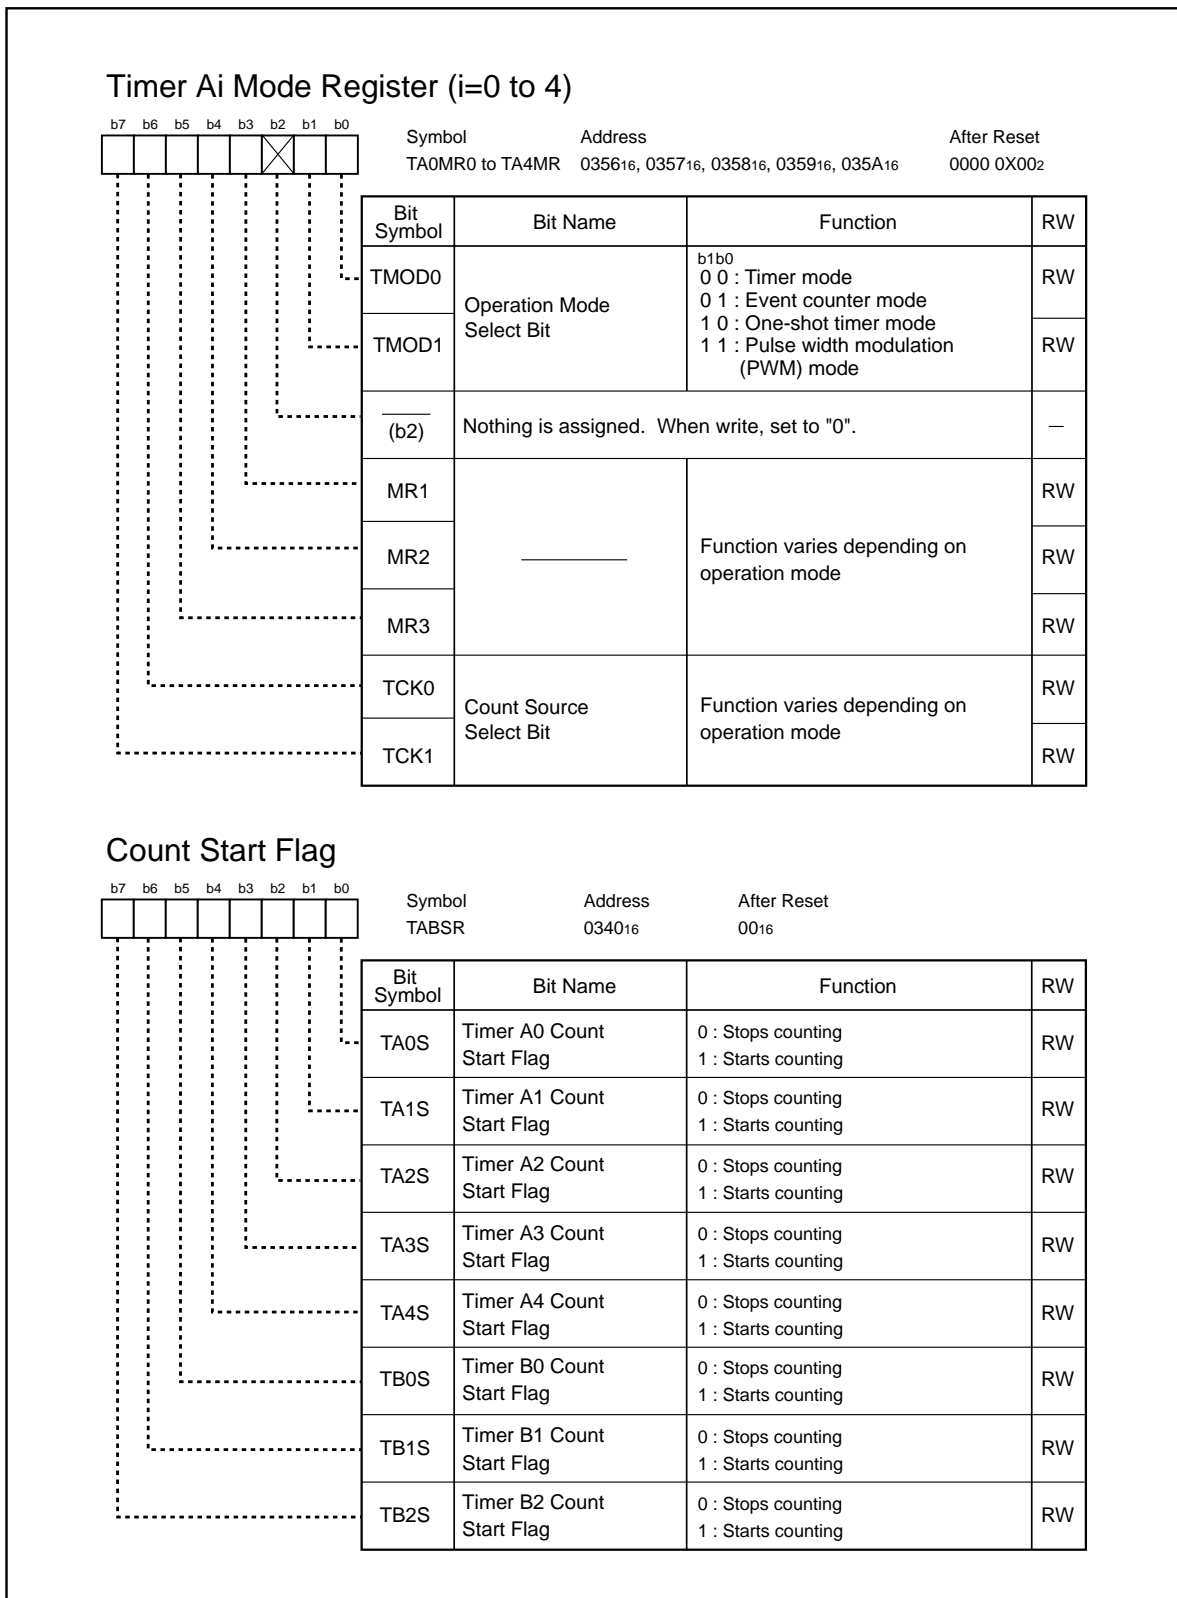 Timer Ai Mode Register (i=0 to 4)
b7 b6 b5 b4 b3 b2 b1 b0
Symbol Address After Reset
TA0MR0 to TA4MR 035616, 035716, 035816, 035916, 035A16 0000 0X002
Bit Symbol Bit Name Function RW
TMOD0 Operation Mode Select Bit b1b0 RW
0 0 : Timer mode
0 1 : Event counter mode
1 0 : One-shot timer mode
TMOD1 1 1 : Pulse width modulation RW
(PWM) mode
(b2) Nothing is assigned. When write, set to "0". —
MR1 RW
MR2 Function varies depending on operation mode RW
MR3 RW
TCK0 Count Source Select Bit Function varies depending on operation mode RW
TCK1 RW
Count Start Flag
b7 b6 b5 b4 b3 b2 b1 b0
Symbol Address After Reset
TABSR 034016 0016
Bit Symbol Bit Name Function RW
TA0S Timer A0 Count 0 : Stops counting RW
Start Flag 1 : Starts counting
TA1S Timer A1 Count 0 : Stops counting RW
Start Flag 1 : Starts counting
TA2S Timer A2 Count 0 : Stops counting RW
Start Flag 1 : Starts counting
TA3S Timer A3 Count 0 : Stops counting RW
Start Flag 1 : Starts counting
TA4S Timer A4 Count 0 : Stops counting RW
Start Flag 1 : Starts counting
TB0S Timer B0 Count 0 : Stops counting RW
Start Flag 1 : Starts counting
TB1S Timer B1 Count 0 : Stops counting RW
Start Flag 1 : Starts counting
TB2S Timer B2 Count 0 : Stops counting RW
Start Flag 1 : Starts counting